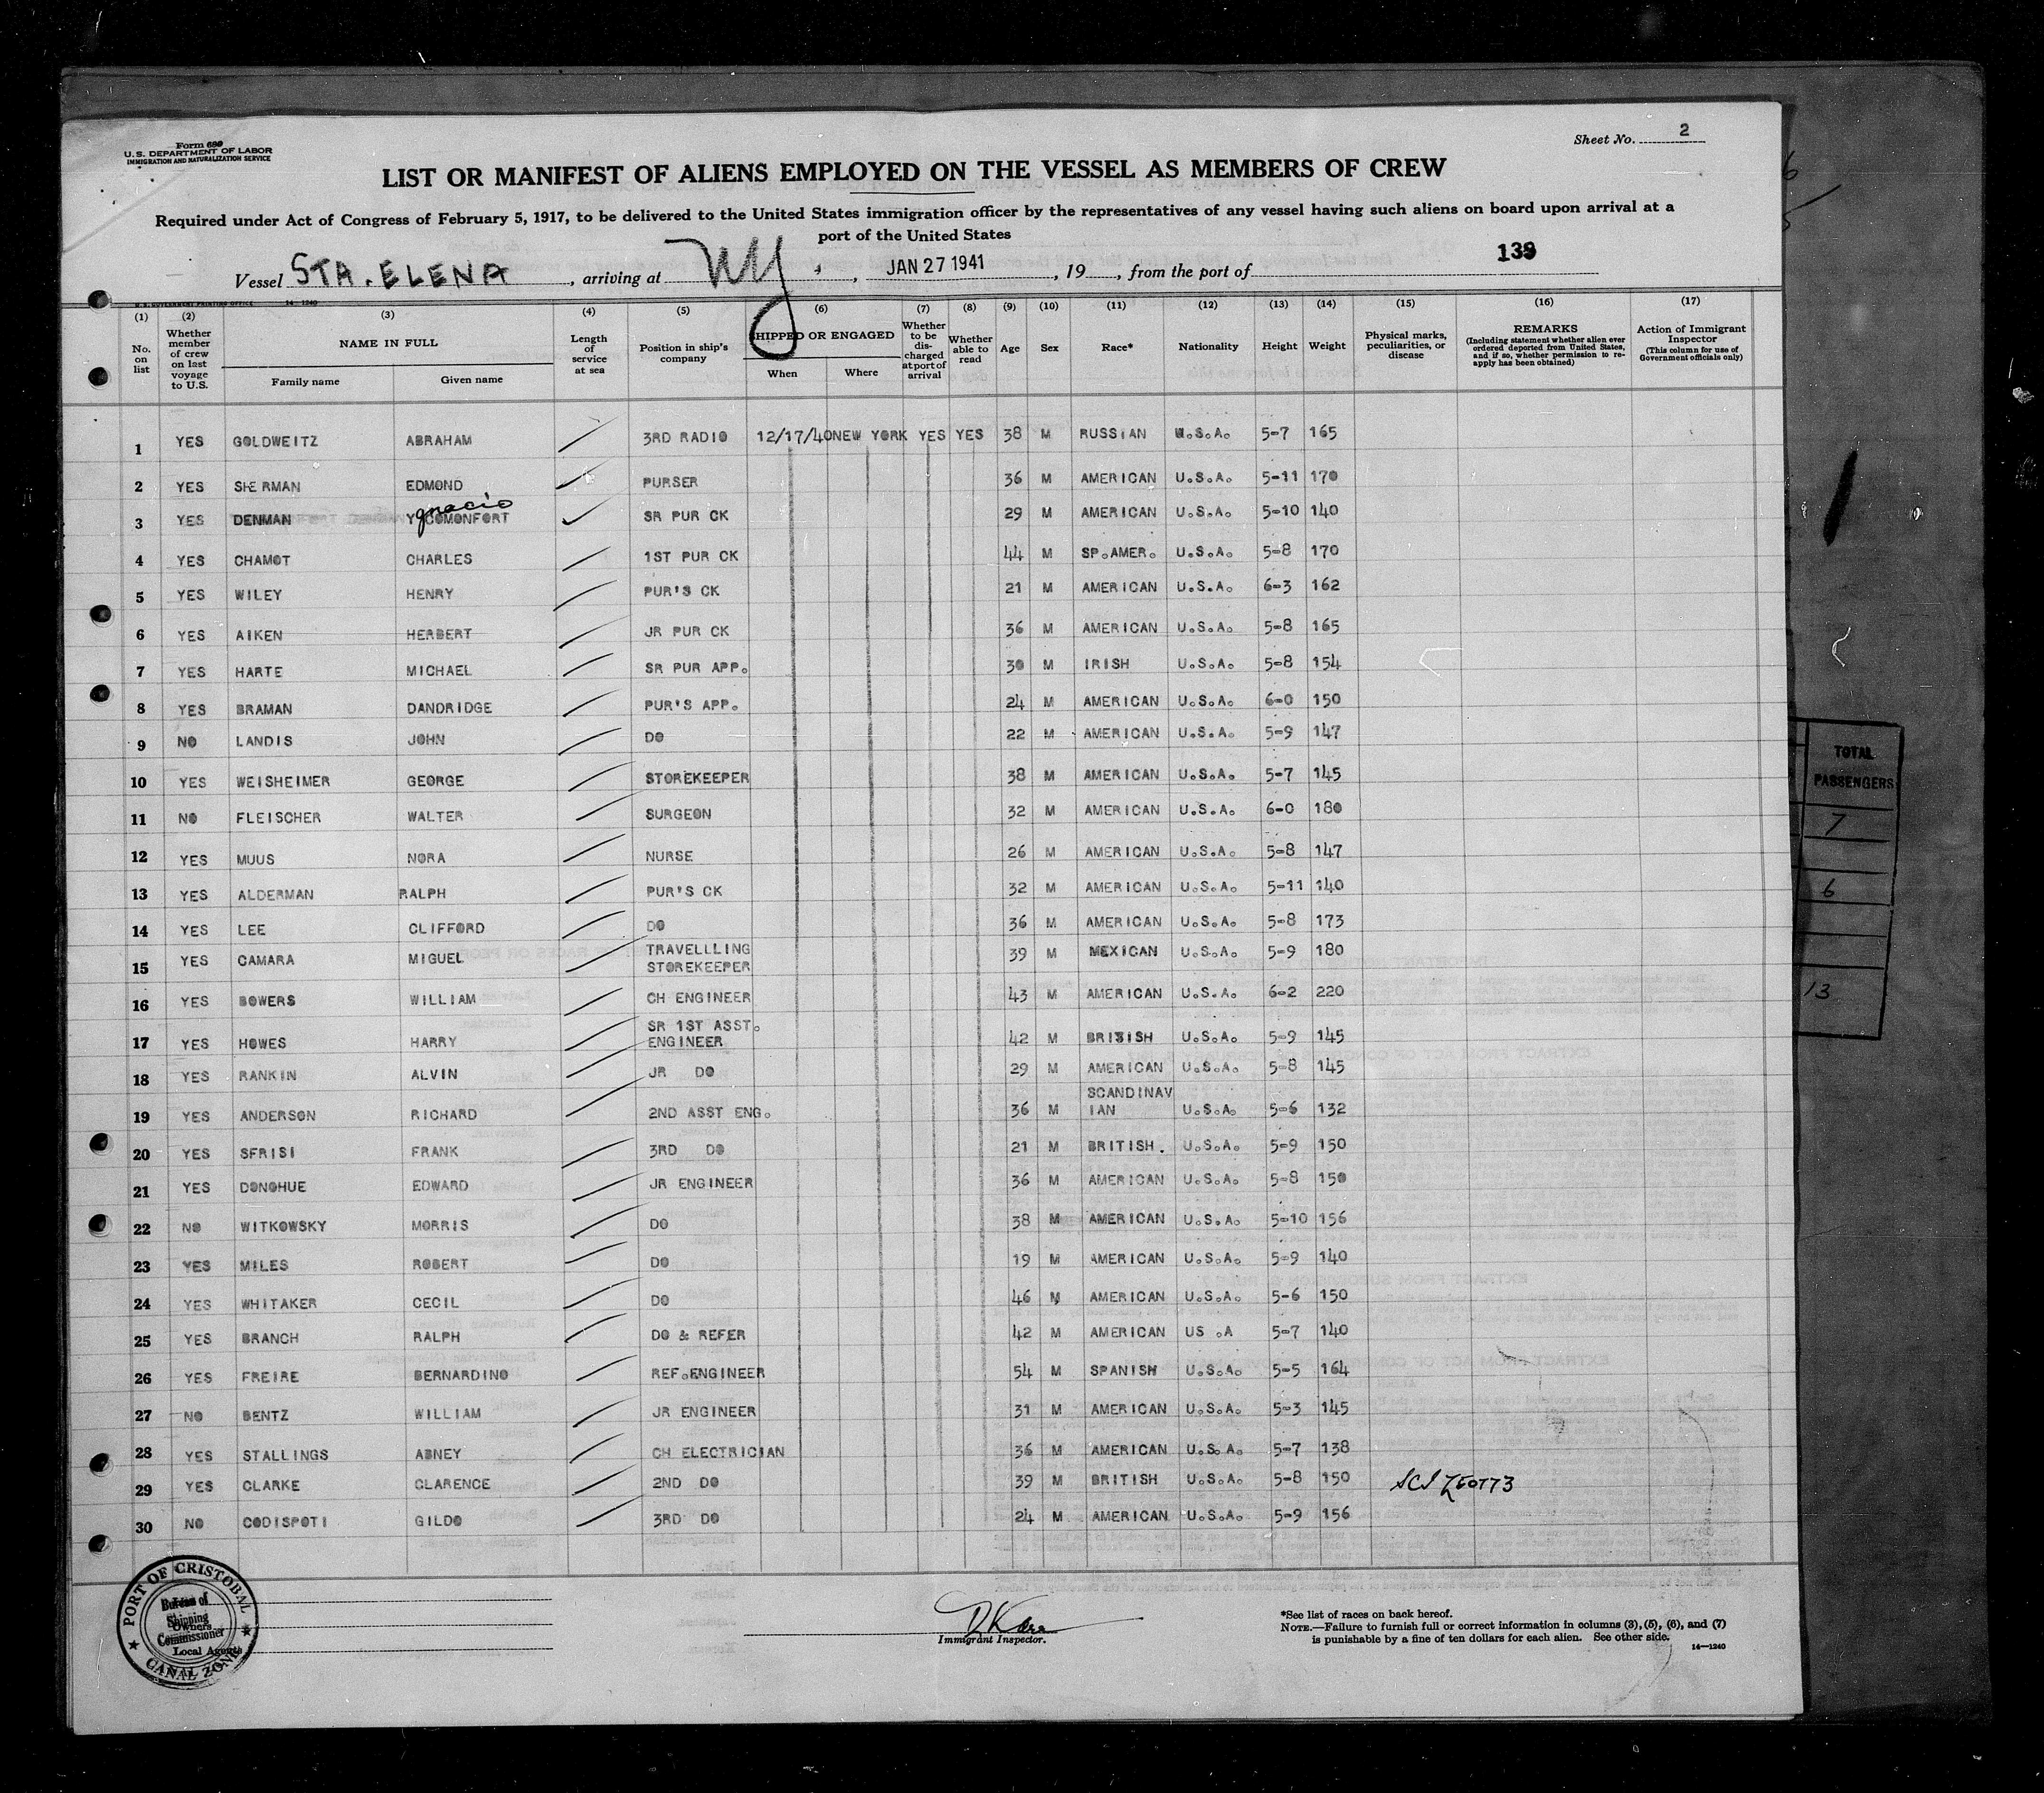 Form 680
U.S. DEPARTMENT OF LABOR
IMMIGRATION AND NATURALIZATION SERVICE
Sheet No. 2
LIST OR MANIFEST OF ALIENS EMPLOYED ON THE VESSEL AS MEMBERS OF CREW
Required under Act of Congress of February 5, 1917, to be delivered to the United States immigration officer by the representatives of any vessel having such aliens on board upon arrival at a
port of the United States
Vessel STA. ELENA, arriving at NY, JAN 27 1941, 19, from the port of 139
U.S. GOVERNMENT PRINTING OFFICE 14—1240
(1) (2) (3) (4) (5) (6) (7) (8) (9) (10) (11) (12) (13) (14) (15) (16) (17)
No. on list
Whether member of crew on last voyage to U.S.
NAME IN FULL
Family name Given name
Length of service at sea
Position in ship's company
SHIPPED OR ENGAGED
When Where
Whether to be discharged at port of arrival
Whether able to read
Age Sex Race* Nationality Height Weight
Physical marks, peculiarities, or disease
REMARKS
(Including statement whether alien ever ordered deported from United States, and if so, whether permission to reapply has been obtained)
Action of Immigrant Inspector
(This column for use of Government officials only)
1 YES GOLDWEITZ ABRAHAM 3RD RADIO 12/17/40 NEW YORK YES YES 38 M RUSSIAN U.S.A. 5-7 165
2 YES SHERMAN EDMOND PURSER 36 M AMERICAN U.S.A. 5-11 170
3 YES DENMAN Y COMONFORT gnacio SR PUR CK 29 M AMERICAN U.S.A. 5-10 140
4 YES CHAMOT CHARLES 1ST PUR CK 44 M SP.AMER. U.S.A. 5-8 170
5 YES WILEY HENRY PUR'S CK 21 M AMERICAN U.S.A. 6-3 162
6 YES AIKEN HERBERT JR PUR CK 36 M AMERICAN U.S.A. 5-8 165
7 YES HARTE MICHAEL SR PUR APP. 30 M IRISH U.S.A. 5-8 154
8 YES BRAMAN DANDRIDGE PUR'S APP. 24 M AMERICAN U.S.A. 6-0 150
9 NO LANDIS JOHN DO 22 M AMERICAN U.S.A. 5-9 147
10 YES WEISHEIMER GEORGE STOREKEEPER 38 M AMERICAN U.S.A. 5-7 145
11 NO FLEISCHER WALTER SURGEON 32 M AMERICAN U.S.A. 6-0 180
12 YES MUUS NORA NURSE 26 M AMERICAN U.S.A. 5-8 147
13 YES ALDERMAN RALPH PUR'S CK 32 M AMERICAN U.S.A. 5-11 140
14 YES LEE CLIFFORD DO 36 M AMERICAN U.S.A. 5-8 173
15 YES CAMARA MIGUEL TRAVELLLING STOREKEEPER 39 M MEXICAN U.S.A. 5-9 180
16 YES BOWERS WILLIAM CH ENGINEER 43 M AMERICAN U.S.A. 6-2 220
17 YES HOWES HARRY SR 1ST ASST. ENGINEER 42 M BRITISH U.S.A. 5-9 145
18 YES RANKIN ALVIN JR DO 29 M AMERICAN U.S.A. 5-8 145
19 YES ANDERSON RICHARD 2ND ASST ENG. 36 M SCANDINAVIAN U.S.A. 5-6 132
20 YES SFRISI FRANK 3RD DO 21 M BRITISH. U.S.A. 5-9 150
21 YES DONOHUE EDWARD JR ENGINEER 36 M AMERICAN U.S.A. 5-8 150
22 NO WITKOWSKY MORRIS DO 38 M AMERICAN U.S.A. 5-10 156
23 YES MILES ROBERT DO 19 M AMERICAN U.S.A. 5-9 140
24 YES WHITAKER CECIL DO 46 M AMERICAN U.S.A. 5-6 150
25 YES BRANCH RALPH DO & REFER 42 M AMERICAN US .A 5-7 140
26 YES FREIRE BERNARDINO REF.ENGINEER 54 M SPANISH U.S.A. 5-5 164
27 NO BENTZ WILLIAM JR ENGINEER 31 M AMERICAN U.S.A. 5-3 145
28 YES STALLINGS ABNEY CH ELECTRICIAN 36 M AMERICAN U.S.A. 5-7 138
29 YES CLARKE CLARENCE 2ND DO 39 M BRITISH U.S.A. 5-8 150
30 NO CODISPOTI GILDO 3RD DO 24 M AMERICAN U.S.A. 5-9 156
PORT OF CRISTOBAL
Bureau of
Shipping
Owners
Commissioner
Local Agents
CANAL ZONE
Immigrant Inspector.
*See list of races on back hereof.
NOTE.—Failure to furnish full or correct information in columns (3), (5), (6), and (7)
is punishable by a fine of ten dollars for each alien. See other side.
14—1240
TOTAL
PASSENGERS
7
6
13